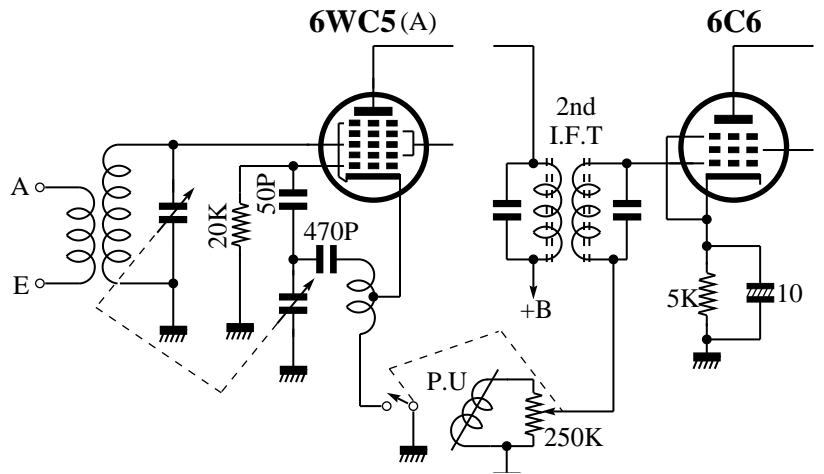 6WC5 (A)
6C6
2nd
I.F.T
A
E
20K
50P
470P
+B
5K
10
P.U
250K